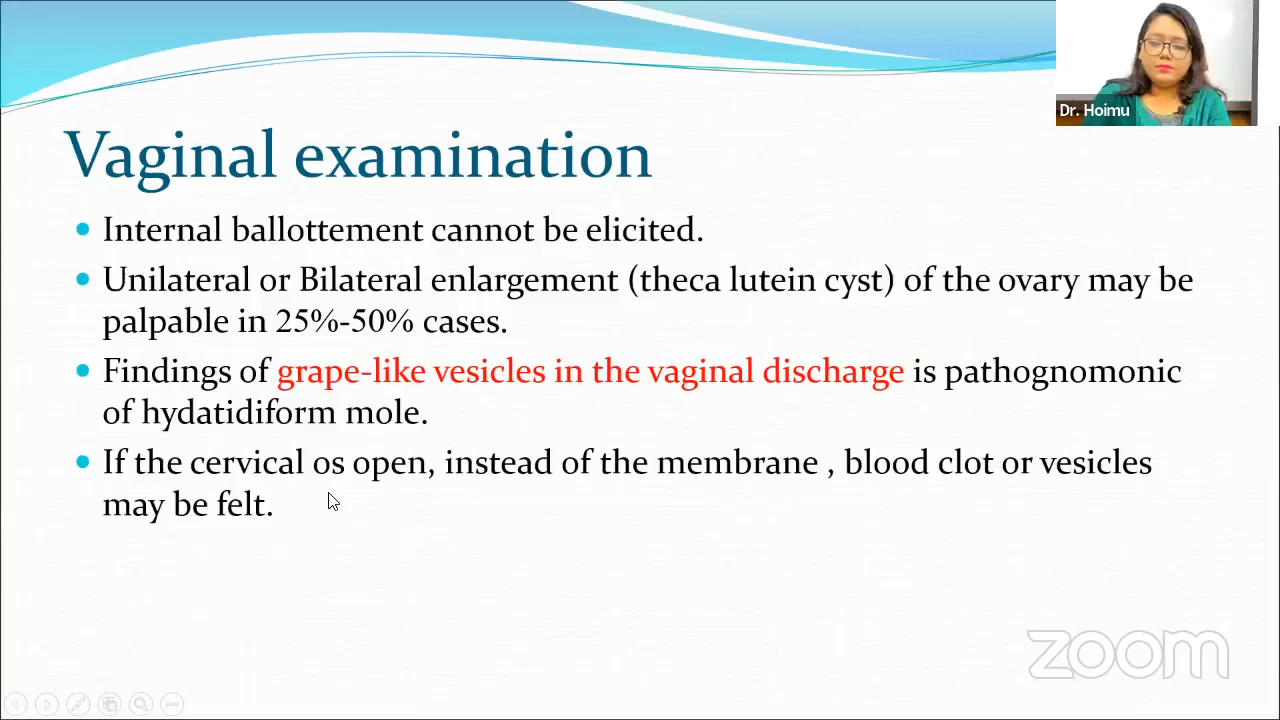 Dr. Hoimu
Vaginal examination
Internal ballottement cannot be elicited.
Unilateral or Bilateral enlargement (theca lutein cyst) of the ovary may be
palpable in 25%-50% cases.
Findings of grape-like vesicles in the vaginal discharge is pathognomonic
of hydatidiform mole.
If the cervical os open, instead of the membrane , blood clot or vesicles
may be felt.
zoom